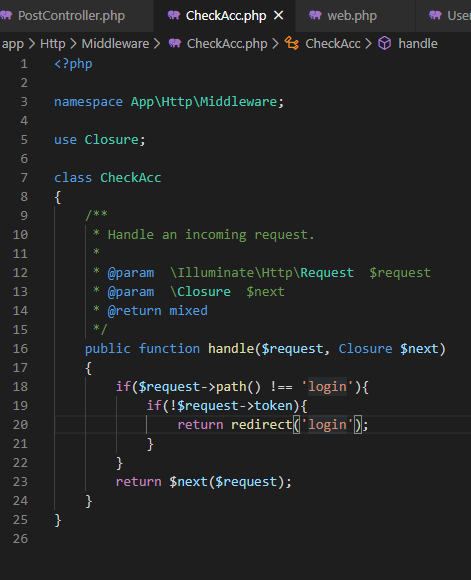 PostController.php CheckAcc.php × web.php User
app > Http > Middleware > CheckAcc.php > CheckAcc > handle
1 <?php
2
3 namespace App\Http\Middleware;
4
5 use Closure;
6
7 class CheckAcc
8 {
9     /**
10      * Handle an incoming request.
11      *
12      * @param  \Illuminate\Http\Request  $request
13      * @param  \Closure  $next
14      * @return mixed
15      */
16     public function handle($request, Closure $next)
17     {
18         if($request->path() !== 'login'){
19             if(!$request->token){
20                 return redirect('login');
21             }
22         }
23         return $next($request);
24     }
25 }
26